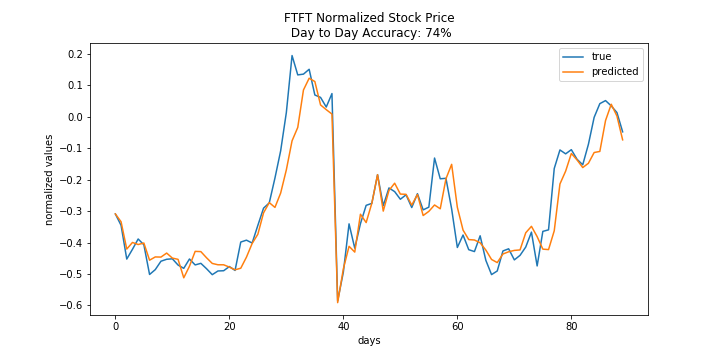 FTFT Normalized Stock Price
Day to Day Accuracy: 74%
true
predicted
normalized values
0.2
0.1
0.0
−0.1
−0.2
−0.3
−0.4
−0.5
−0.6
0 20 40 60 80
days